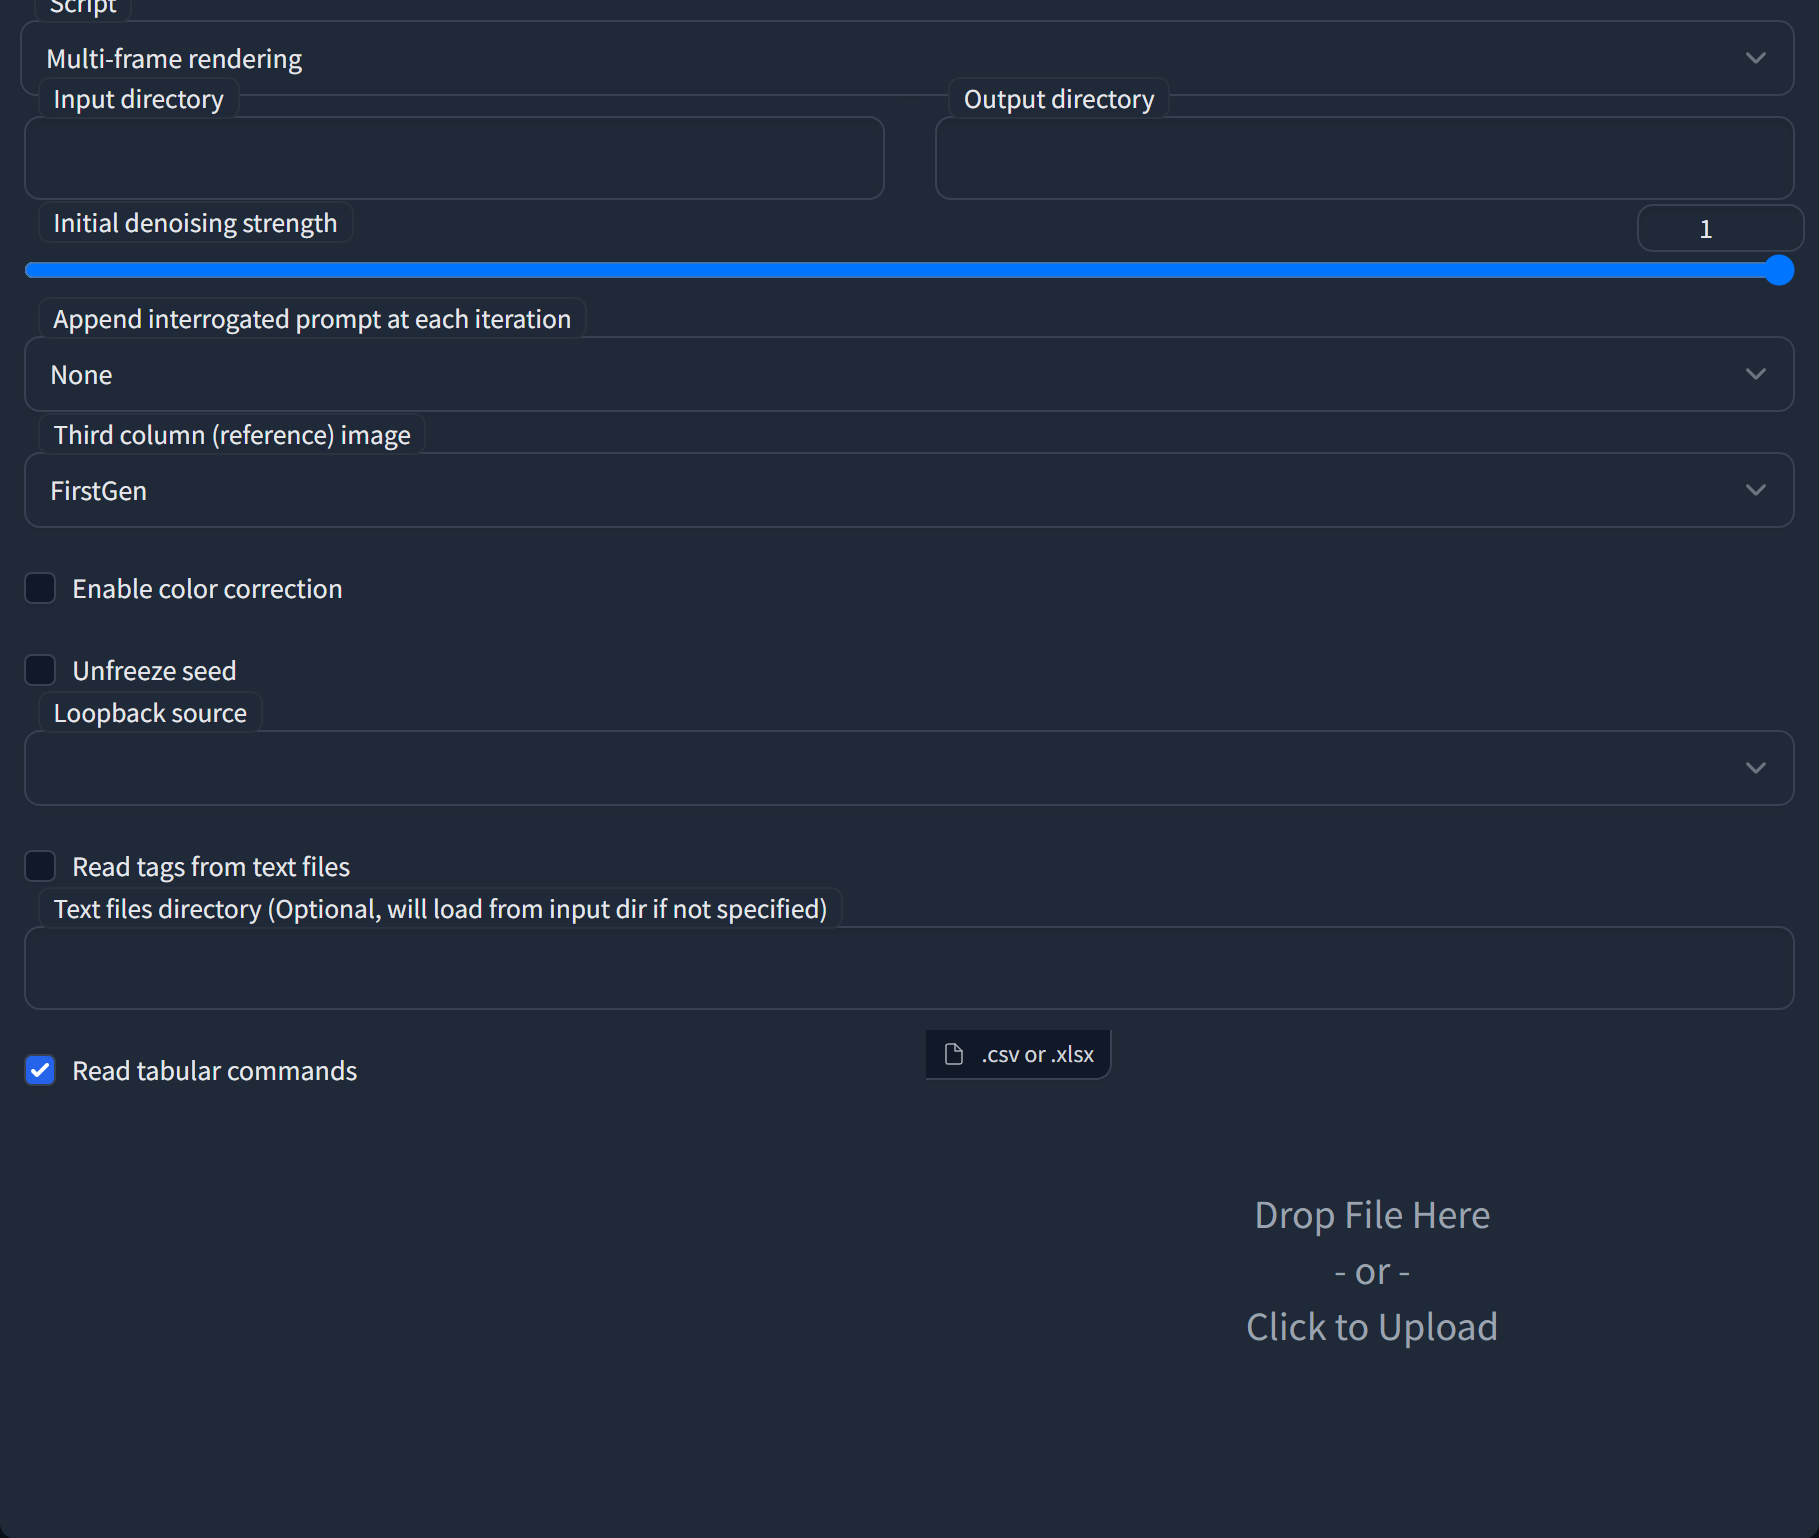 Script
Multi-frame rendering
Input directory
Output directory
Initial denoising strength
1
Append interrogated prompt at each iteration
None
Third column (reference) image
FirstGen
Enable color correction
Unfreeze seed
Loopback source
Read tags from text files
Text files directory (Optional, will load from input dir if not specified)
Read tabular commands
.csv or .xlsx
Drop File Here
- or -
Click to Upload